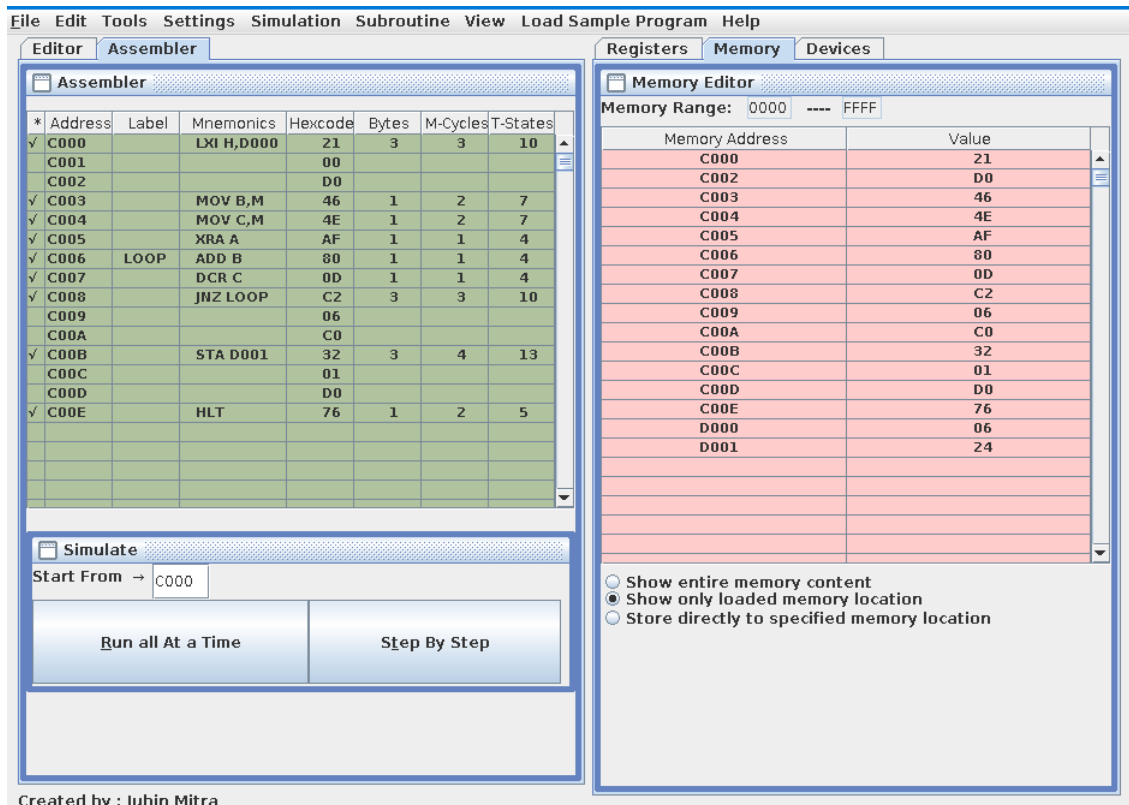 File Edit Tools Settings Simulation Subroutine View Load Sample Program Help
Editor Assembler
Assembler
* Address Label Mnemonics Hexcode Bytes M-Cycles T-States
√ C000 LXI H,D000 21 3 3 10
C001 00
C002 D0
√ C003 MOV B,M 46 1 2 7
√ C004 MOV C,M 4E 1 2 7
√ C005 XRA A AF 1 1 4
√ C006 LOOP ADD B 80 1 1 4
√ C007 DCR C 0D 1 1 4
√ C008 JNZ LOOP C2 3 3 10
C009 06
C00A C0
√ C00B STA D001 32 3 4 13
C00C 01
C00D D0
√ C00E HLT 76 1 2 5
Simulate
Start From → C000
Run all At a Time Step By Step
Registers Memory Devices
Memory Editor
Memory Range: 0000 ---- FFFF
Memory Address Value
C000 21
C002 D0
C003 46
C004 4E
C005 AF
C006 80
C007 0D
C008 C2
C009 06
C00A C0
C00B 32
C00C 01
C00D D0
C00E 76
D000 06
D001 24
Show entire memory content
Show only loaded memory location
Store directly to specified memory location
Created by : Jubin Mitra